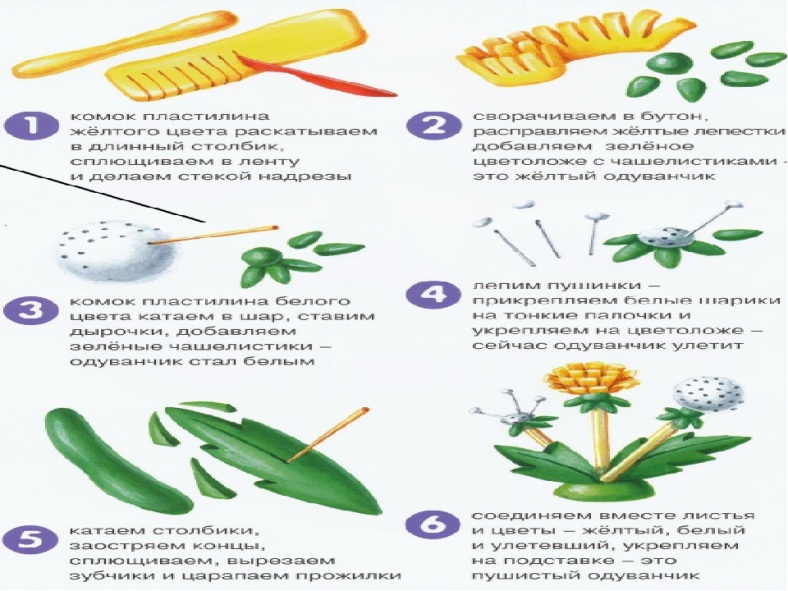 1
комок пластилина
жёлтого цвета раскатываем
в длинный столбик,
сплющиваем в ленту
и делаем стекой надрезы
2
сворачиваем в бутон,
расправляем жёлтые лепестки
добавляем зелёное
цветоложе с чашелистиками -
это жёлтый одуванчик
3
комок пластилина белого
цвета катаем в шар, ставим
дырочки, добавляем
зелёные чашелистики –
одуванчик стал белым
4
лепим пушинки –
прикрепляем белые шарики
на тонкие палочки и
укрепляем на цветоложе –
сейчас одуванчик улетит
5
катаем столбики,
заостряем концы,
сплющиваем, вырезаем
зубчики и царапаем прожилки
6
соединяем вместе листья
и цветы – жёлтый, белый
и улетевший, укрепляем
на подставке – это
пушистый одуванчик